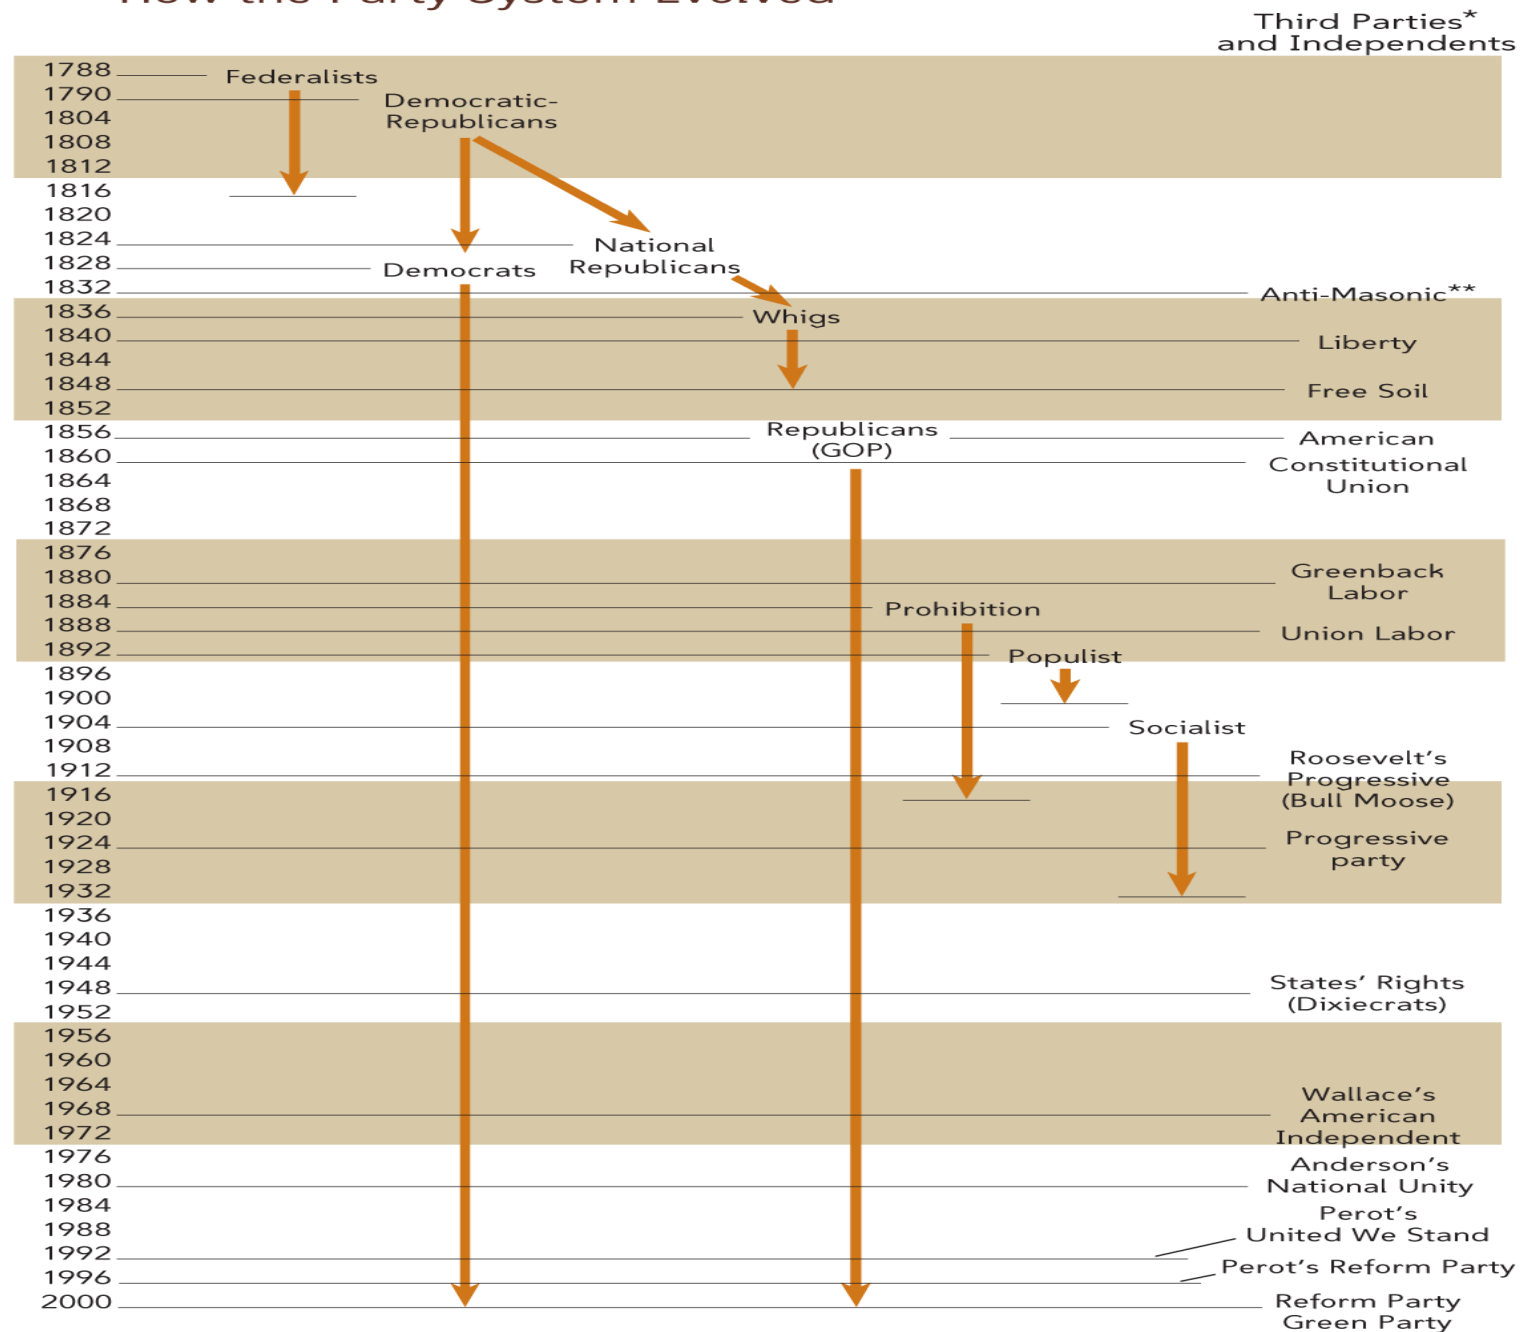 How the Party System Evolved
Third Parties*
and Independents
1788
Federalists
1790
Democratic-
Republicans
1804
1808
1812
1816
1820
1824
National
Republicans
1828
Democrats
1832
Anti-Masonic**
1836
Whigs
1840
Liberty
1844
1848
Free Soil
1852
1856
Republicans
(GOP)
American
1860
Constitutional
Union
1864
1868
1872
1876
1880
Greenback
Labor
1884
Prohibition
1888
Union Labor
1892
Populist
1896
1900
1904
Socialist
1908
1912
Roosevelt's
Progressive
(Bull Moose)
1916
1920
1924
Progressive
party
1928
1932
1936
1940
1944
1948
States' Rights
(Dixiecrats)
1952
1956
1960
1964
1968
Wallace's
American
Independent
1972
1976
1980
Anderson's
National Unity
1984
1988
1992
Perot's
United We Stand
1996
Perot's Reform Party
2000
Reform Party
Green Party